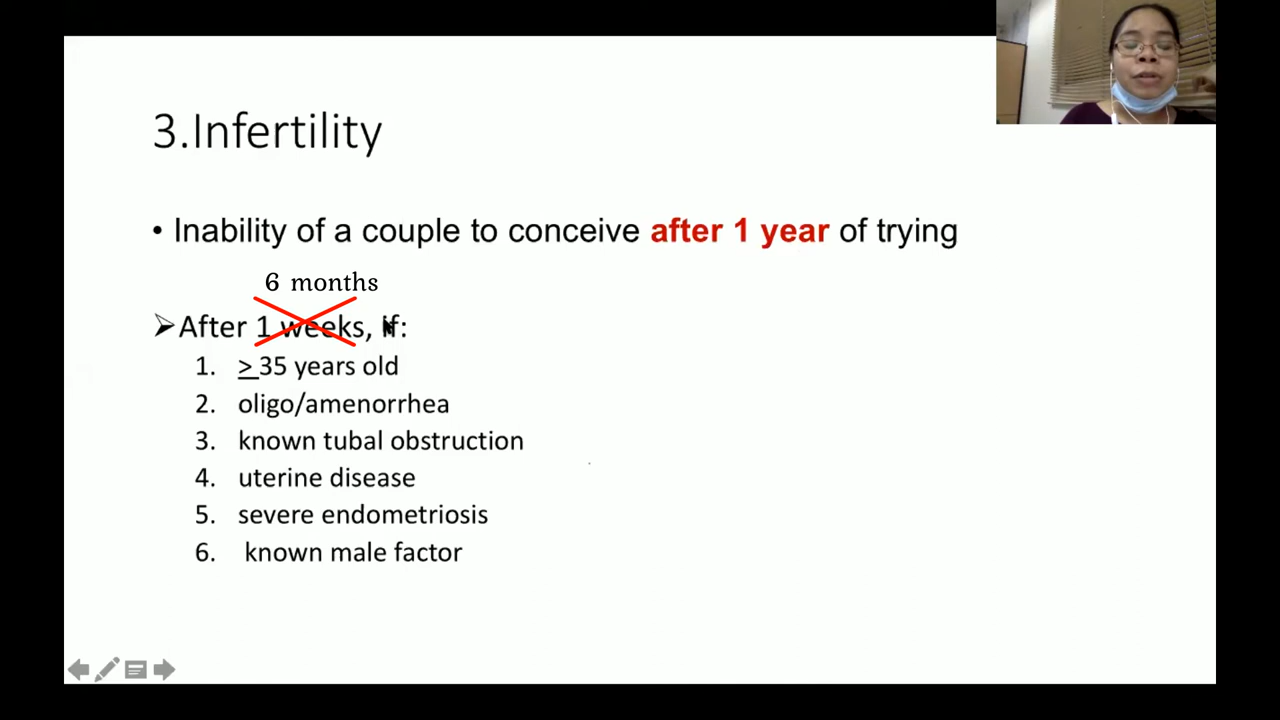 3.Infertility
• Inability of a couple to conceive after 1 year of trying
6 months
➢After 1 weeks, if:
1. > 35 years old
2. oligo/amenorrhea
3. known tubal obstruction
4. uterine disease
5. severe endometriosis
6. known male factor